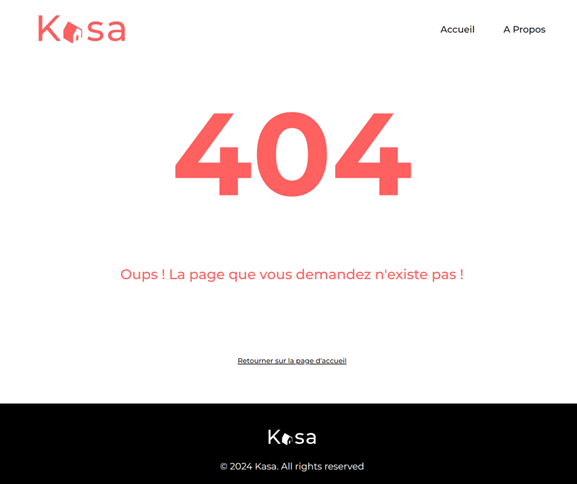 Kasa
Accueil
A Propos
404
Oups ! La page que vous demandez n'existe pas !
Retourner sur la page d'accueil
Kasa
© 2024 Kasa. All rights reserved